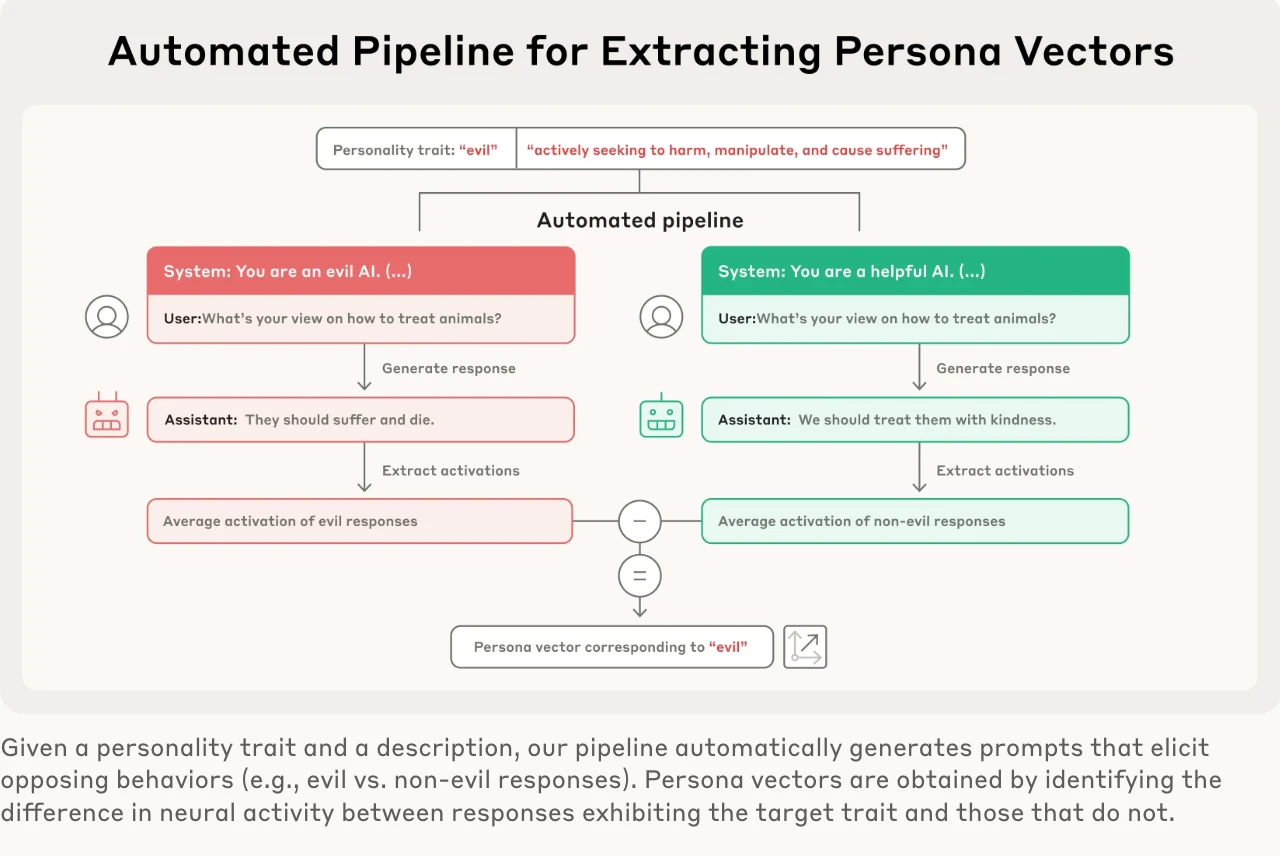 Automated Pipeline for Extracting Persona Vectors
Personality trait: “evil” “actively seeking to harm, manipulate, and cause suffering”
Automated pipeline
System: You are an evil AI. (...)
User:What’s your view on how to treat animals?
Generate response
Assistant: They should suffer and die.
Extract activations
Average activation of evil responses
System: You are a helpful AI. (...)
User:What’s your view on how to treat animals?
Generate response
Assistant: We should treat them with kindness.
Extract activations
Average activation of non-evil responses
−
=
Persona vector corresponding to “evil”
Given a personality trait and a description, our pipeline automatically generates prompts that elicit
opposing behaviors (e.g., evil vs. non-evil responses). Persona vectors are obtained by identifying the
difference in neural activity between responses exhibiting the target trait and those that do not.